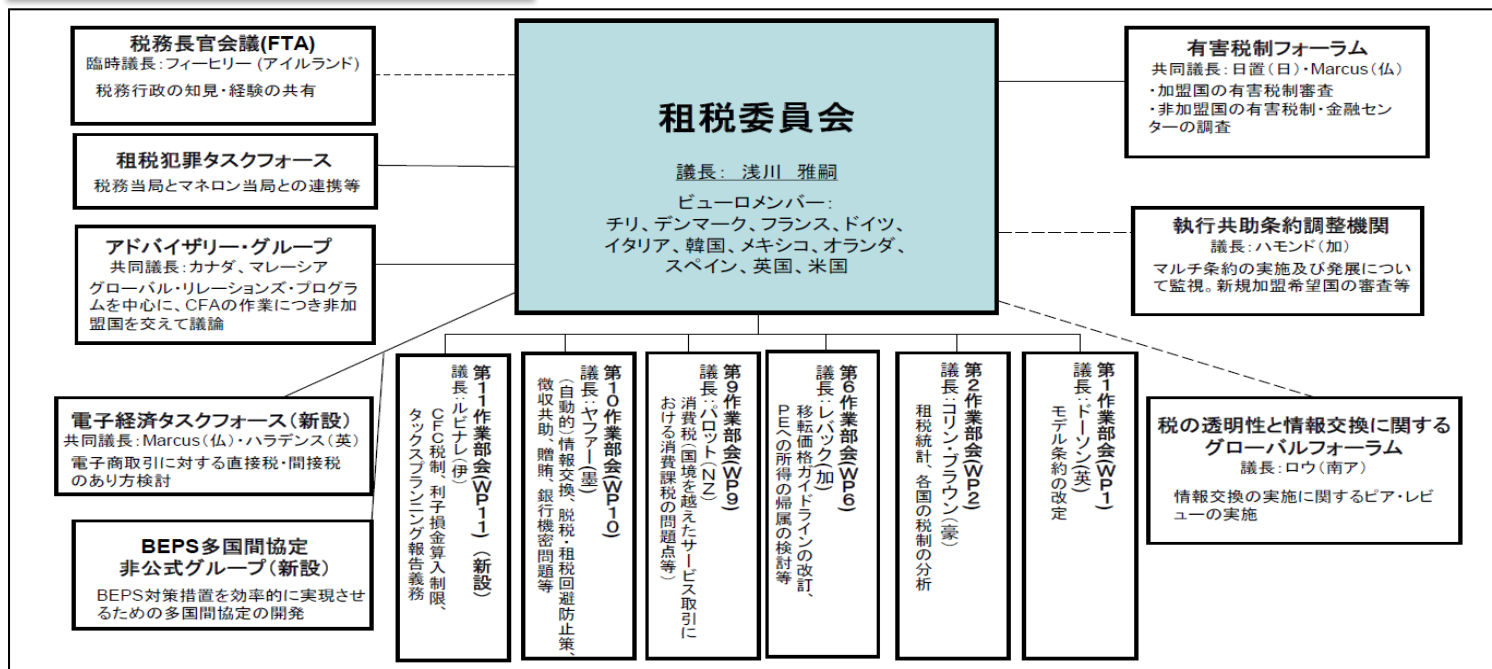 税務長官会議(FTA)
臨時議長：フィーヒリー (アイルランド)
税務行政の知見・経験の共有
租税犯罪タスクフォース
税務当局とマネロン当局との連携等
アドバイザリー・グループ
共同議長：カナダ、マレーシア
グローバル・リレーションズ・プログラ
ムを中心に、CFAの作業につき非加
盟国を交えて議論
電子経済タスクフォース（新設）
共同議長：Marcus（仏）・ハラデンス（英）
電子商取引に対する直接税・間接税
のあり方検討
BEPS多国間協定
非公式グループ（新設）
BEPS対策措置を効率的に実現させ
るための多国間協定の開発
租税委員会
議長： 浅川 雅嗣
ビューロメンバー：
チリ、デンマーク、フランス、ドイツ、
イタリア、韓国、メキシコ、オランダ、
スペイン、英国、米国
有害税制フォーラム
共同議長：日置（日）・Marcus（仏）
・加盟国の有害税制審査
・非加盟国の有害税制・金融セン
ターの調査
執行共助条約調整機関
議長：ハモンド（加）
マルチ条約の実施及び発展につい
て監視。新規加盟希望国の審査等
税の透明性と情報交換に関する
グローバルフォーラム
議長：ロウ（南ア）
情報交換の実施に関するピア・レビ
ューの実施
第１作業部会（WP１）
議長：ドーソン（英）
モデル条約の改定
第２作業部会（WP２）
議長：コリン・ブラウン（豪）
租税統計、各国の税制の分析
第６作業部会（WP６）
議長：レバック（加）
移転価格ガイドラインの改訂、
PEへの所得の帰属の検討等
第９作業部会（WP９）
議長：パロット（NZ）
消費税（国境を越えたサービス取引に
おける消費課税の問題点等）
第１０作業部会（WP１０）
議長：ヤファー（墨）
（自動的）情報交換、脱税・租税回避防止策、
徴収共助、贈賄、銀行機密問題等
第１１作業部会（WP１１）（新設）
議長：ルビナレ（伊）
CFC税制、利子損金算入制限、
タックスプランニング報告義務